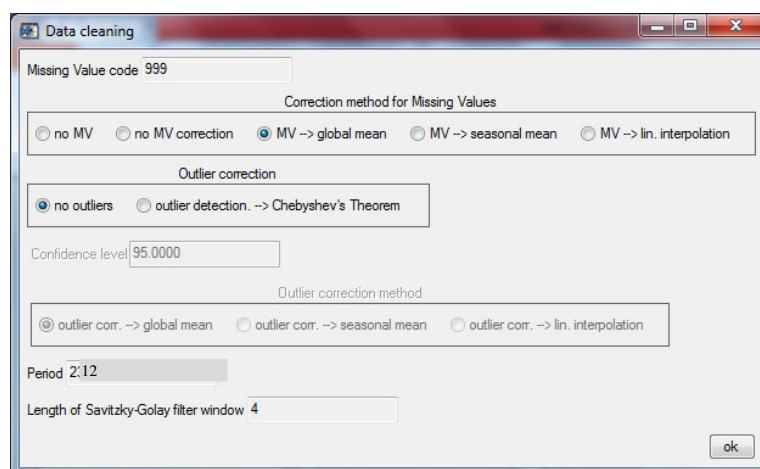 Data cleaning
Missing Value code 999
Correction method for Missing Values
no MV no MV correction MV --> global mean MV --> seasonal mean MV --> lin. interpolation
Outlier correction
no outliers outlier detection. --> Chebyshev's Theorem
Confidence level 95.0000
Outlier correction method
outlier corr. --> global mean outlier corr. --> seasonal mean outlier corr. --> lin. interpolation
Period 12
Length of Savitzky-Golay filter window 4
ok